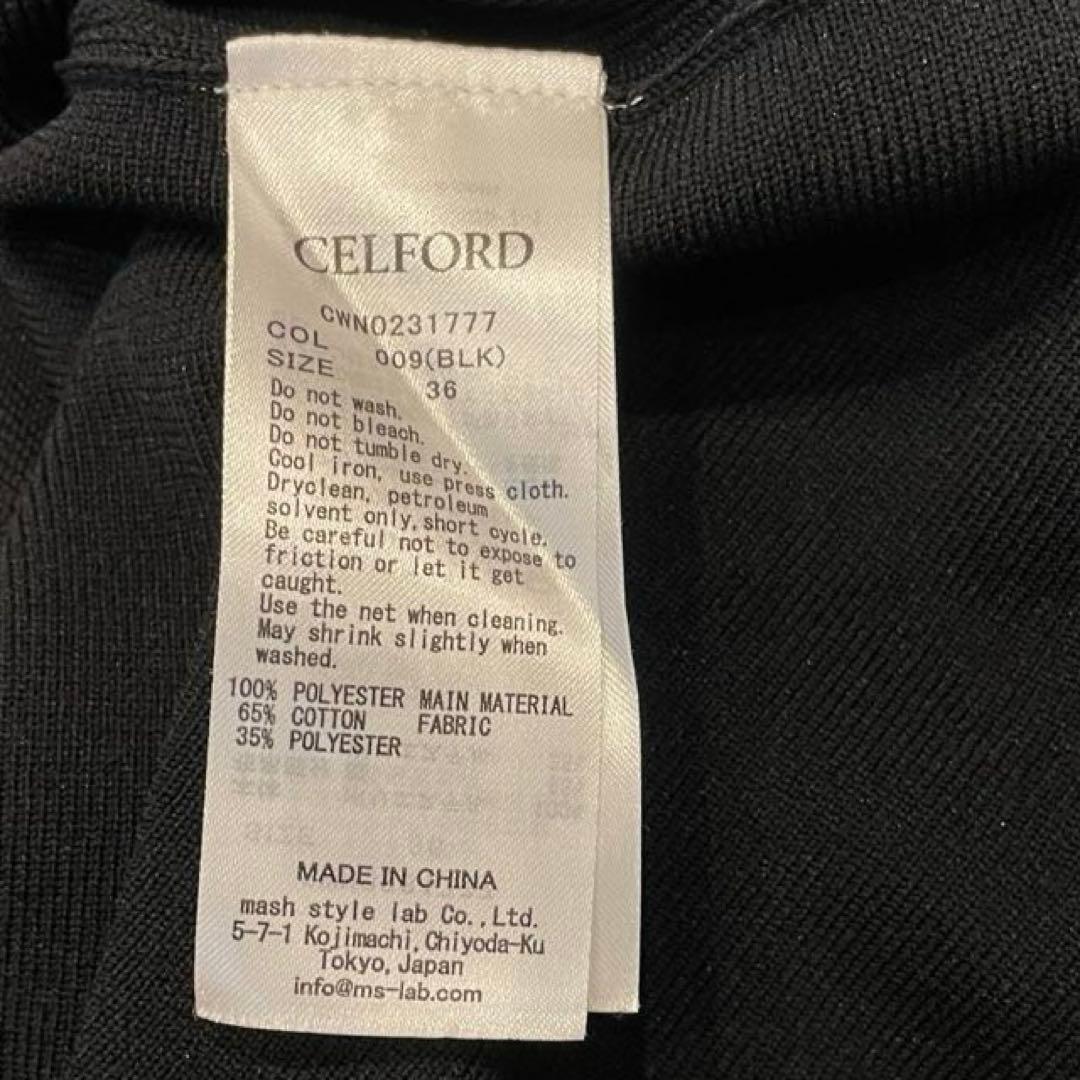 CELFORD
CWN0231777
COL 009(BLK)
SIZE 36
Do not wash.
Do not bleach.
Do not tumble dry.
Cool iron, use press cloth.
Dryclean, petroleum
solvent only,short cycle.
Be careful not to expose to
friction or let it get
caught.
Use the net when cleaning.
May shrink slightly when
washed.
100% POLYESTER MAIN MATERIAL
65% COTTON FABRIC
35% POLYESTER
MADE IN CHINA
mash style lab Co.,Ltd.
5-7-1 Kojimachi,Chiyoda-Ku
Tokyo,Japan
info@ms-lab.com